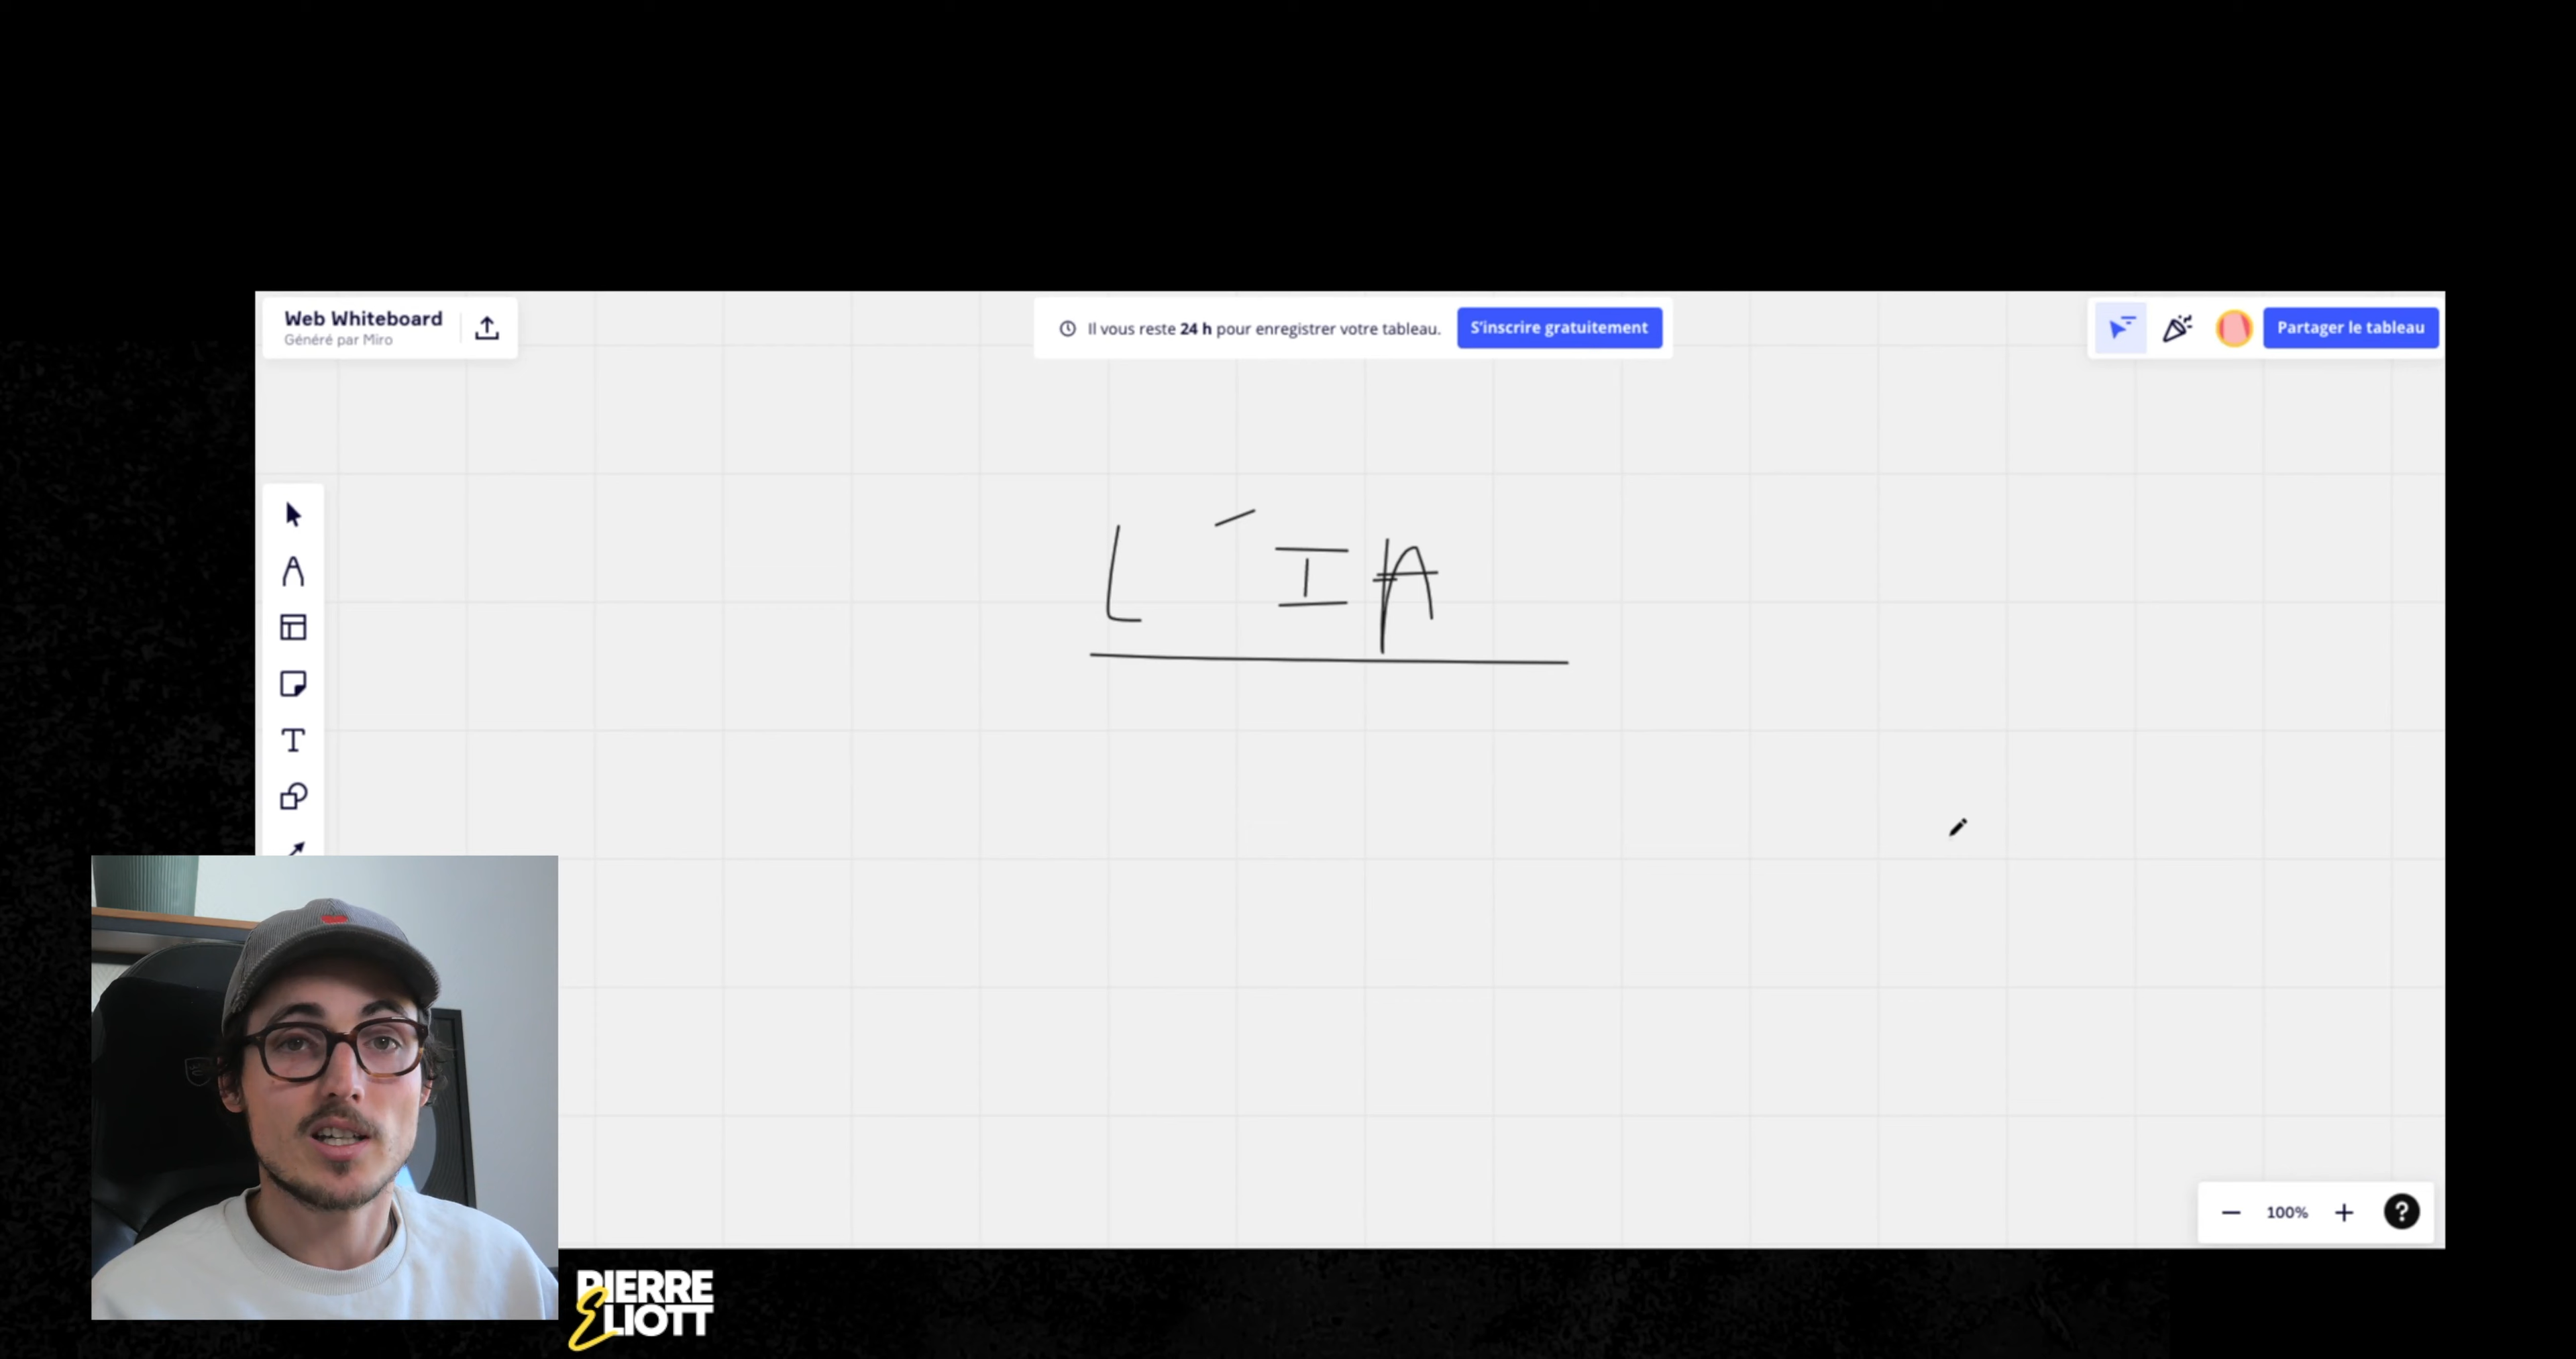 Web Whiteboard
Généré par Miro
Il vous reste 24 h pour enregistrer votre tableau.
S'inscrire gratuitement
Partager le tableau
L'IA
100%
?
PIERRE
ELIOTT